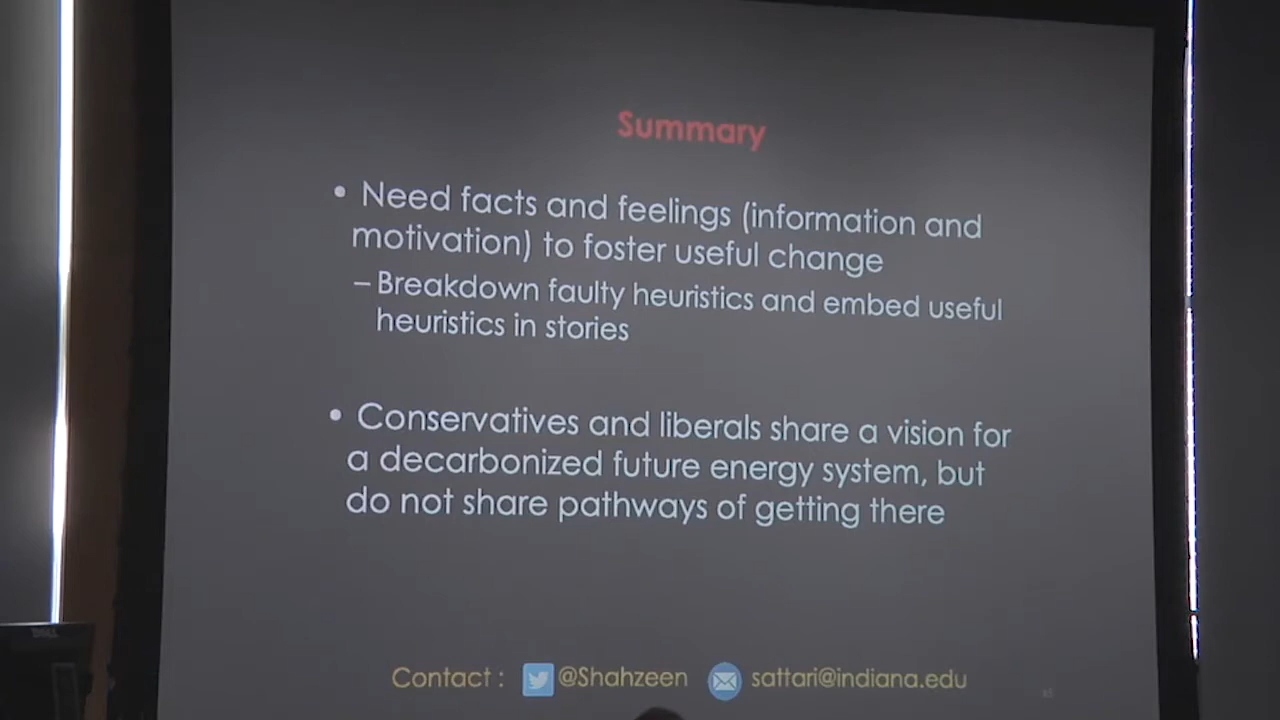 Summary
• Need facts and feelings (information and
motivation) to foster useful change
– Breakdown faulty heuristics and embed useful
heuristics in stories
• Conservatives and liberals share a vision for
a decarbonized future energy system, but
do not share pathways of getting there
Contact : @Shahzeen sattari@indiana.edu
DELL